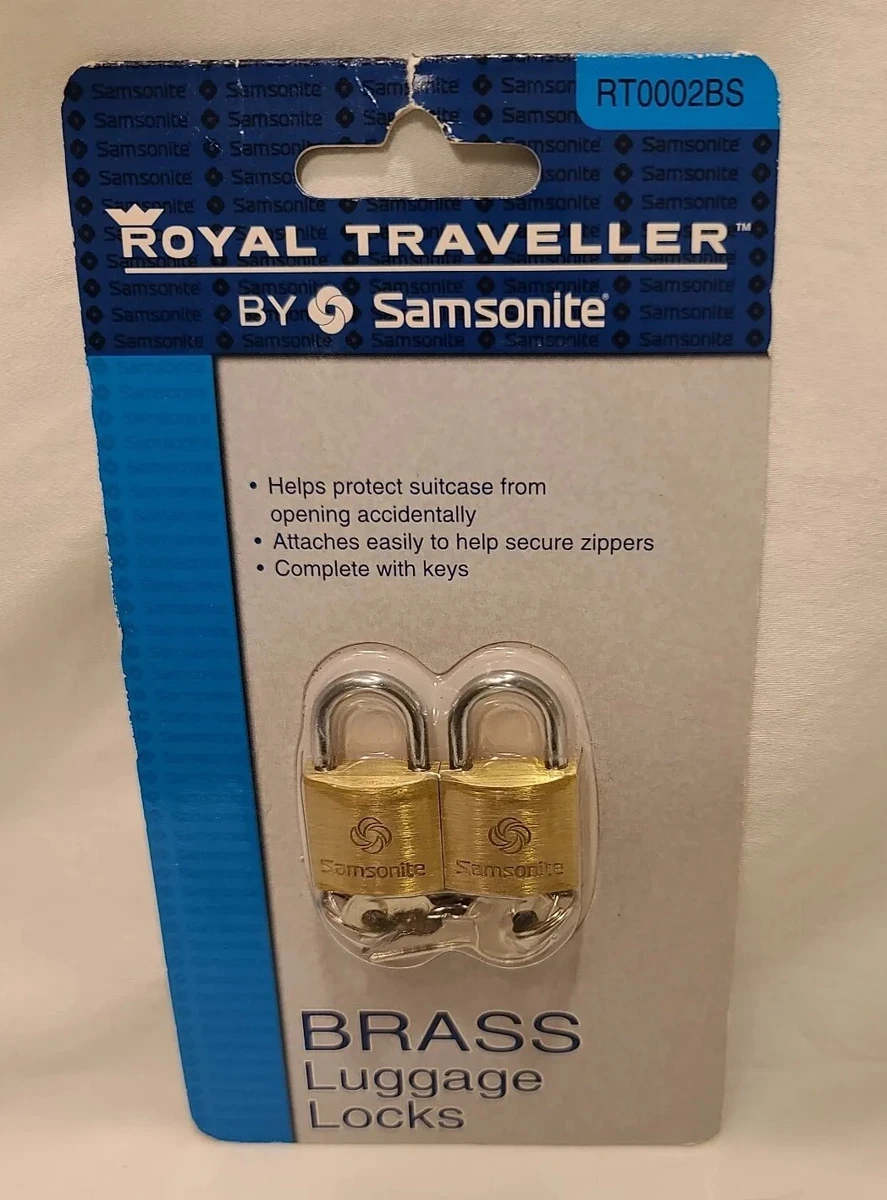 RT0002BS
ROYAL TRAVELLER™
BY Samsonite®
• Helps protect suitcase from
opening accidentally
• Attaches easily to help secure zippers
• Complete with keys
Samsonite Samsonite
BRASS
Luggage
Locks